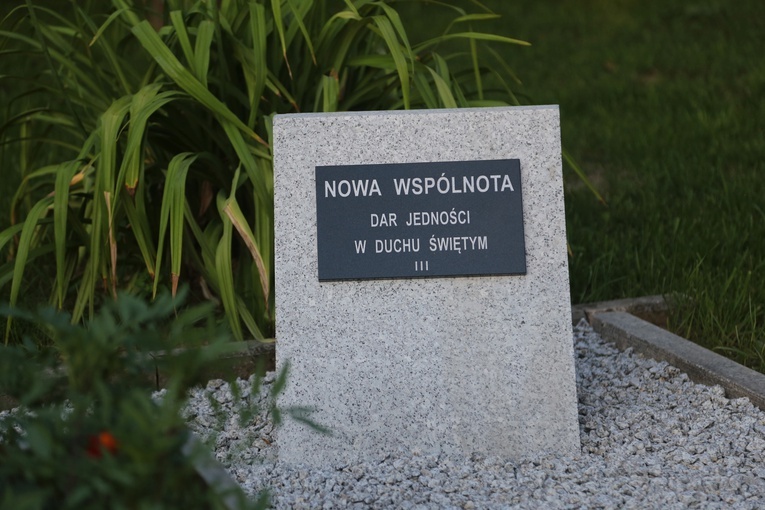 NOWA WSPÓLNOTA
DAR JEDNOŚCI
W DUCHU ŚWIĘTYM
III